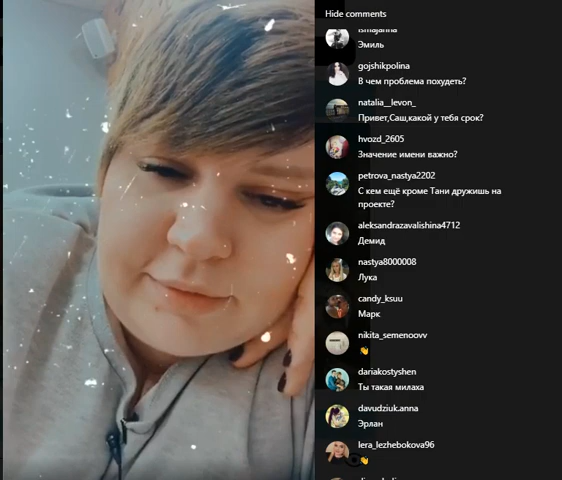 Hide comments
ismajanna
Эмиль
gojshikpolina
В чем проблема похудеть?
natalia__levon_
Привет,Саш,какой у тебя срок?
hvozd_2605
Значение имени важно?
petrova_nastya2202
С кем ещё кроме Тани дружишь на
проекте?
aleksandrazavalishina4712
Демид
nastya8000008
Лука
candy_ksuu
Марк
nikita_semenoovv
👏
dariakostyshen
Ты такая милаха
davudziuk.anna
Эрлан
lera_lezhebokova96
👏